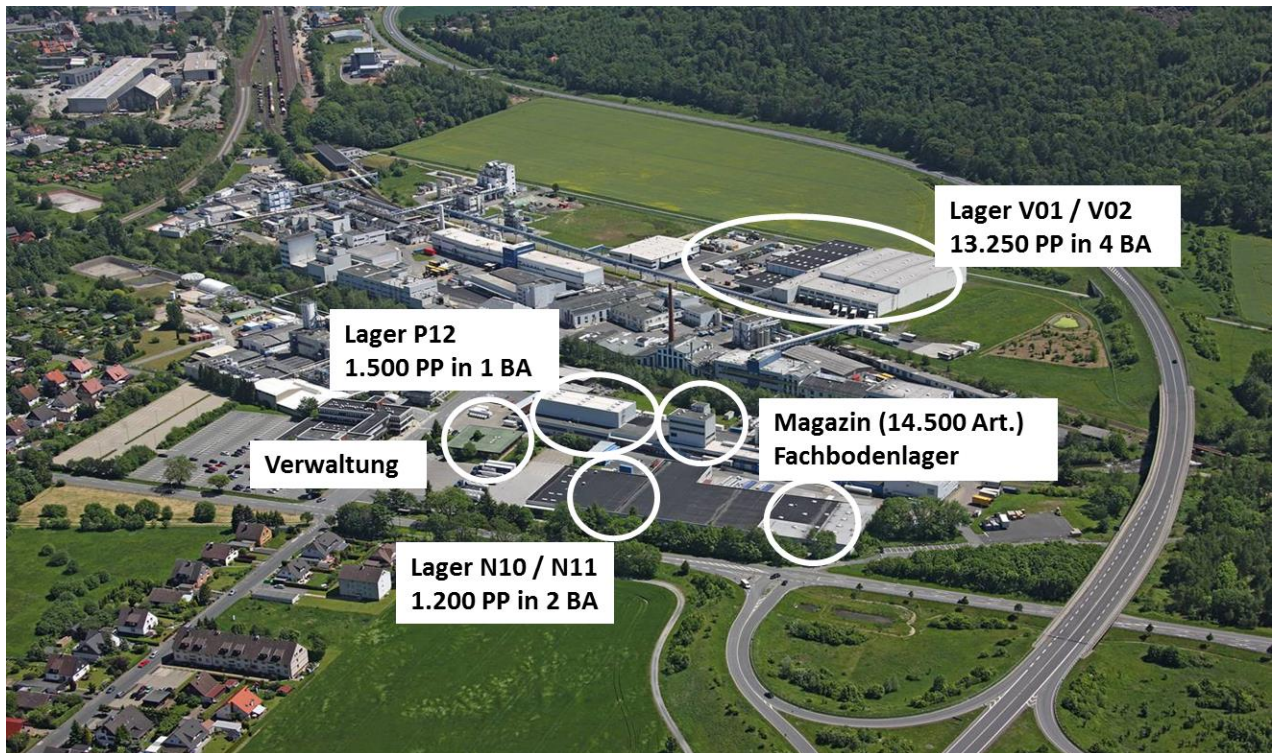 Lager V01 / V02
13.250 PP in 4 BA
Lager P12
1.500 PP in 1 BA
Magazin (14.500 Art.)
Fachbodenlager
Verwaltung
Lager N10 / N11
1.200 PP in 2 BA